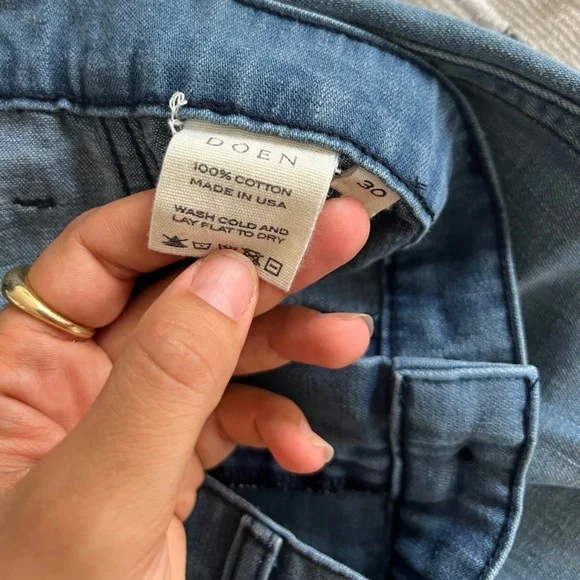 DOEN
100% COTTON
MADE IN USA
WASH COLD AND
LAY FLAT TO DRY
30